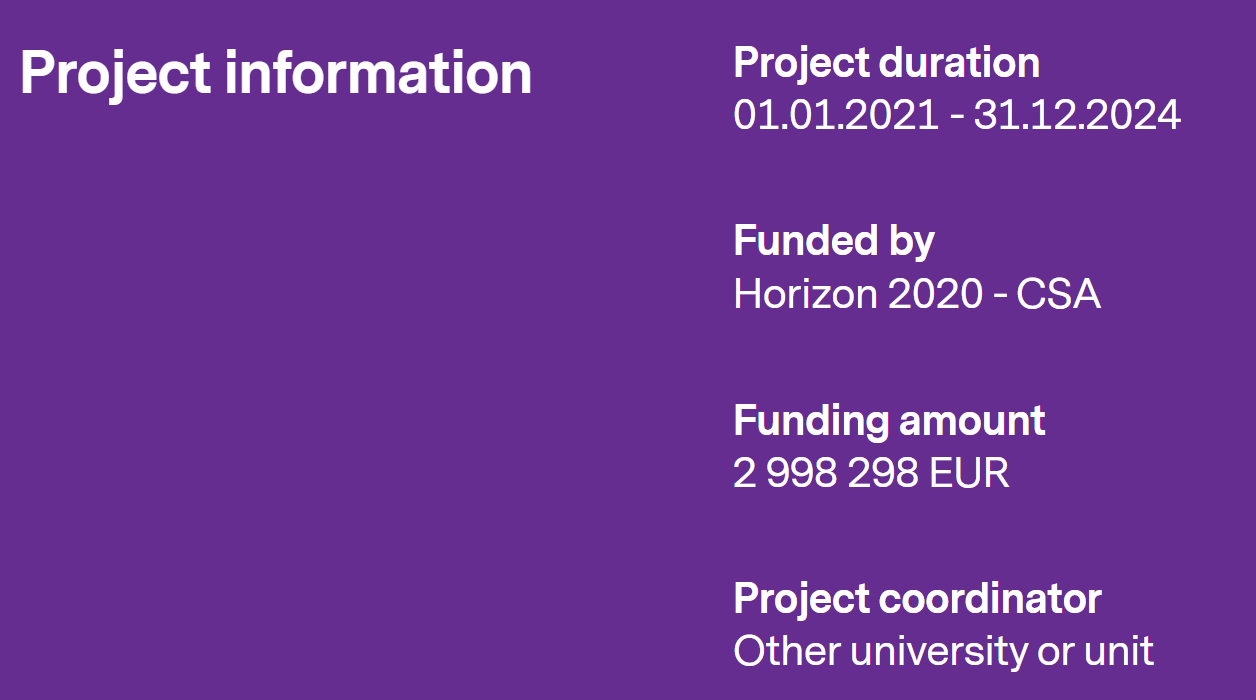 Project information
Project duration
01.01.2021 - 31.12.2024
Funded by
Horizon 2020 - CSA
Funding amount
2 998 298 EUR
Project coordinator
Other university or unit